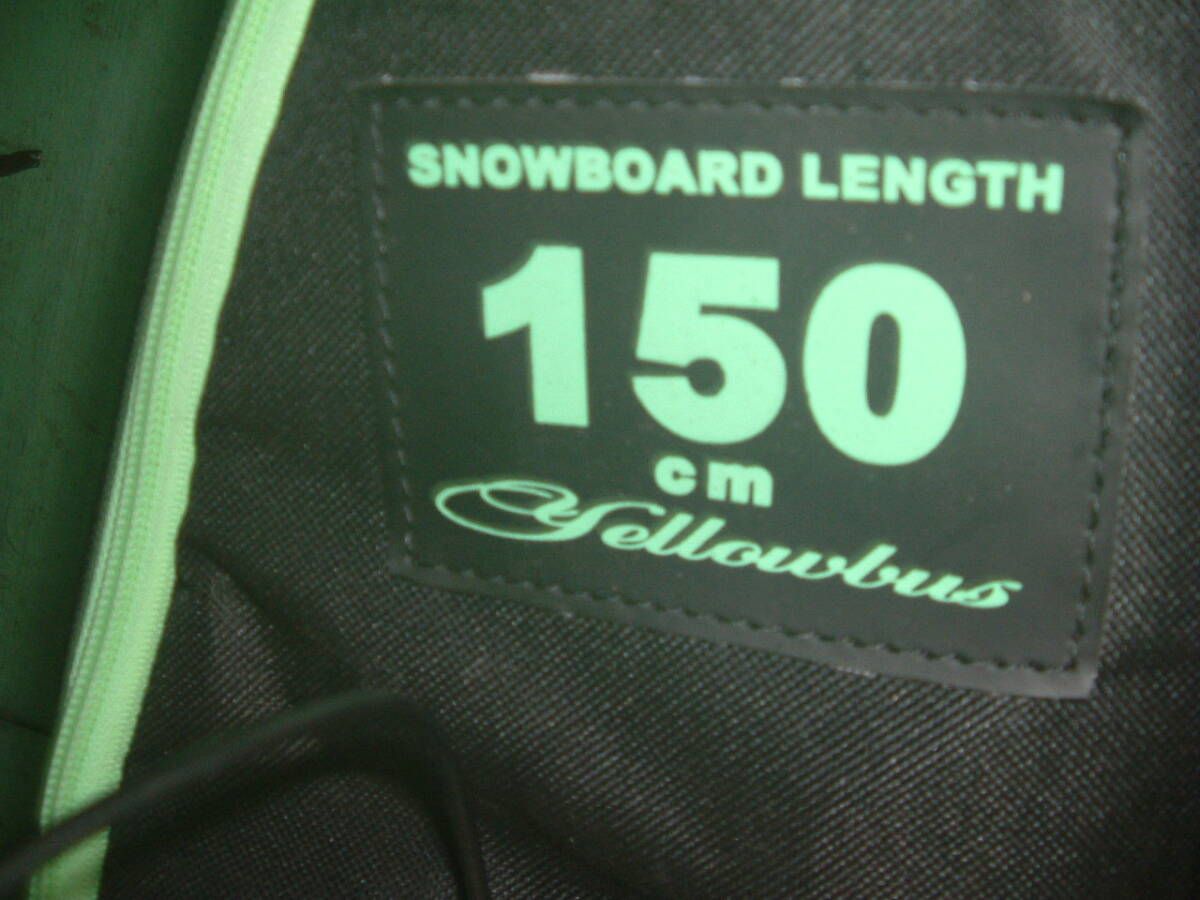 SNOWBOARD LENGTH
150
cm
Yellowbus